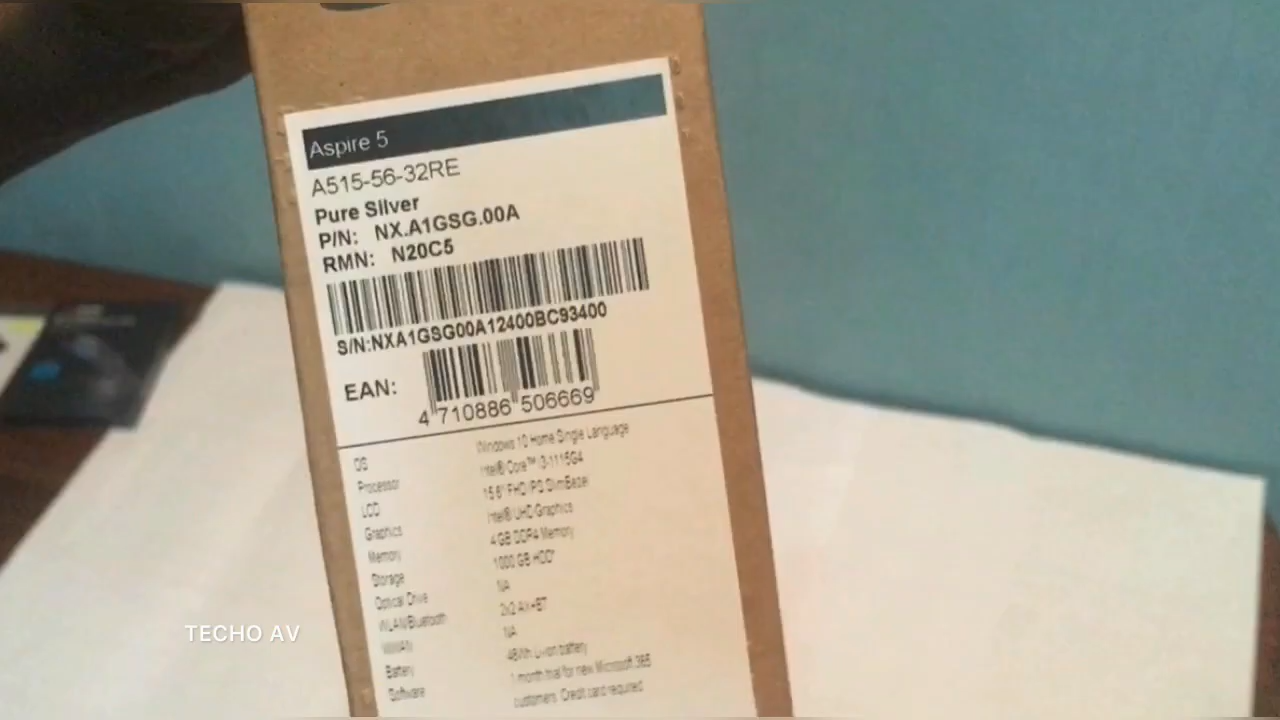 Aspire 5
A515-56-32RE
Pure Silver
P/N: NX.A1GSG.00A
RMN: N20C5
S/N:NXA1GSG00A12400BC93400
EAN:
4 710886 506669
OS Windows 10 Home Single Language
Processor Intel® Core™ i3-1115G4
LCD 15.6" FHD IPS SlimBezel
Graphics Intel® UHD Graphics
Memory 4 GB DDR4 Memory
Storage 1000 GB HDD*
Optical Drive NA
WLAN/Bluetooth 2x2 AX+BT
WWAN NA
Battery 48Wh Li-ion battery
Software 1 month trial for new Microsoft 365
customers. Credit card required.
TECHO AV